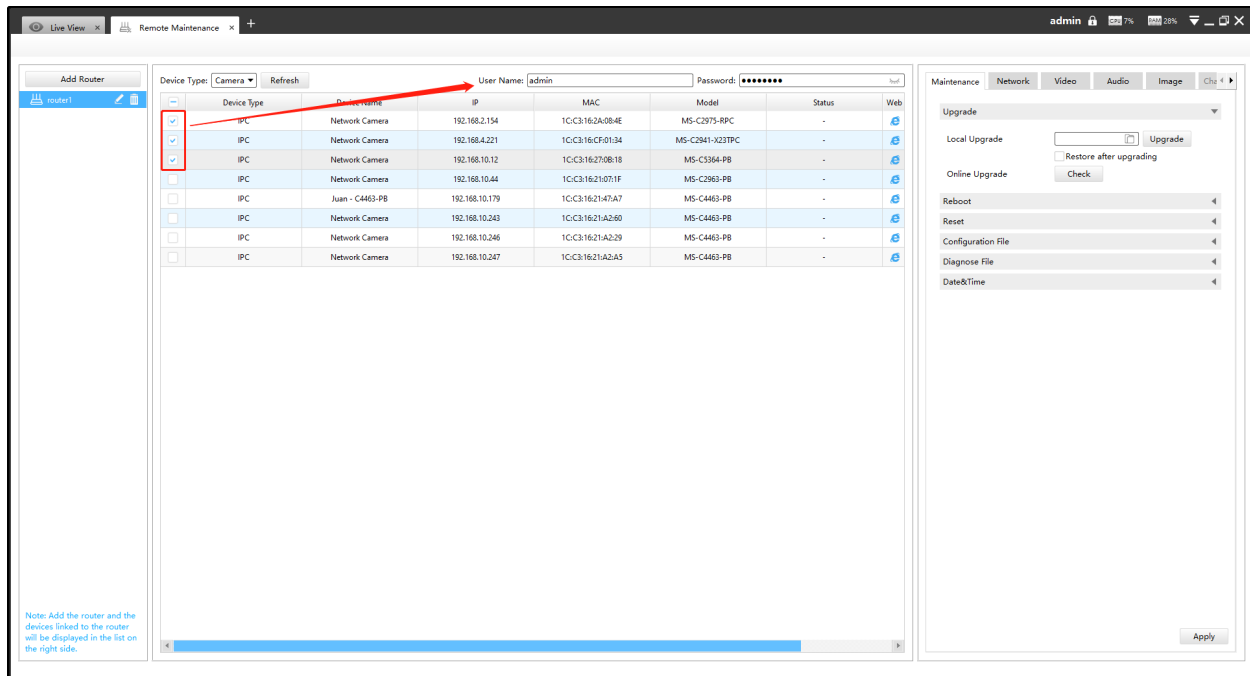 Live View × Remote Maintenance × + admin CPU 7% RAM 28%
Add Router
router1
Device Type: Camera Refresh User Name: admin Password: ●●●●●●●●
Device Type Device Name IP MAC Model Status Web
IPC Network Camera 192.168.2.154 1C:C3:16:2A:08:4E MS-C2975-RPC -
IPC Network Camera 192.168.4.221 1C:C3:16:CF:01:34 MS-C2941-X23TPC -
IPC Network Camera 192.168.10.12 1C:C3:16:27:0B:18 MS-C5364-PB -
IPC Network Camera 192.168.10.44 1C:C3:16:21:07:1F MS-C2963-PB -
IPC Juan - C4463-PB 192.168.10.179 1C:C3:16:21:47:A7 MS-C4463-PB -
IPC Network Camera 192.168.10.243 1C:C3:16:21:A2:60 MS-C4463-PB -
IPC Network Camera 192.168.10.246 1C:C3:16:21:A2:29 MS-C4463-PB -
IPC Network Camera 192.168.10.247 1C:C3:16:21:A2:A5 MS-C4463-PB -
Maintenance Network Video Audio Image Cha
Upgrade
Local Upgrade Upgrade
Restore after upgrading
Online Upgrade Check
Reboot
Reset
Configuration File
Diagnose File
Date&Time
Note: Add the router and the
devices linked to the router
will be displayed in the list on
the right side.
Apply